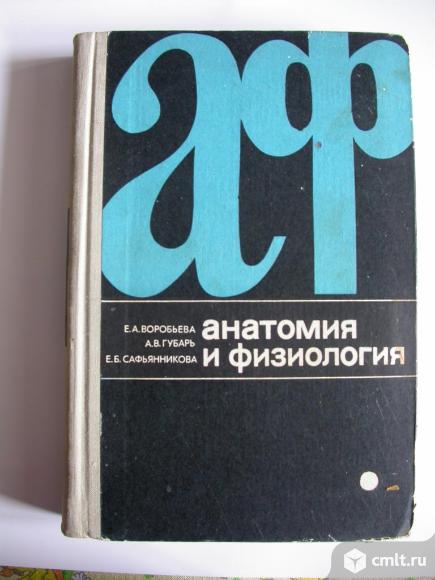 аф
Е.А.ВОРОБЬЕВА
А.В.ГУБАРЬ
Е.Б.САФЬЯННИКОВА
анатомия
и физиология
cmlt.ru